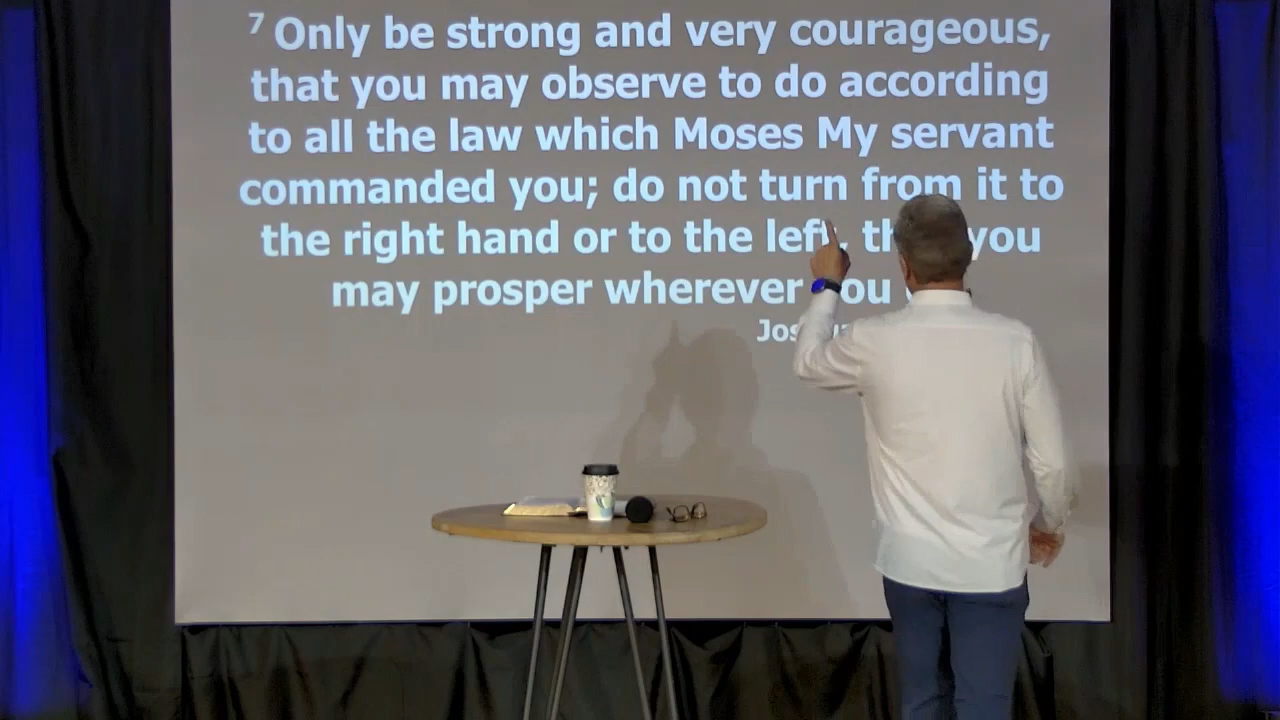 7 Only be strong and very courageous,
that you may observe to do according
to all the law which Moses My servant
commanded you; do not turn from it to
the right hand or to the left, you
may prosper wherever you